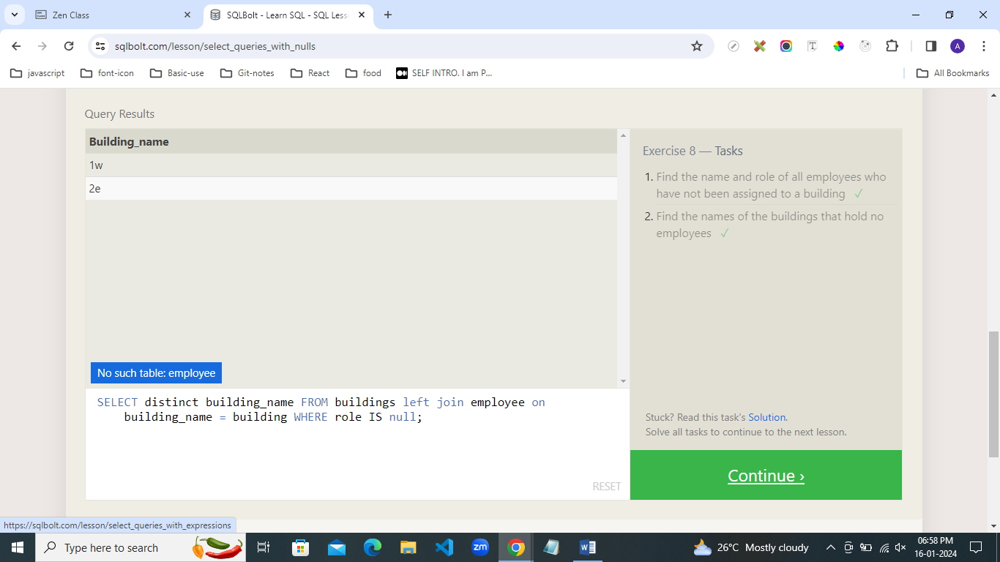 Zen Class
SQLBolt - Learn SQL - SQL Less
sqlbolt.com/lesson/select_queries_with_nulls
A
javascript
font-icon
Basic-use
Git-notes
React
food
SELF INTRO. I am P...
All Bookmarks
Query Results
Building_name
1w
2e
No such table: employee
SELECT distinct building_name FROM buildings left join employee on
building_name = building WHERE role IS null;
RESET
Exercise 8 — Tasks
1. Find the name and role of all employees who
have not been assigned to a building ✓
2. Find the names of the buildings that hold no
employees ✓
Stuck? Read this task's Solution.
Solve all tasks to continue to the next lesson.
Continue ›
https://sqlbolt.com/lesson/select_queries_with_expressions
Type here to search
zm
26°C Mostly cloudy
06:58 PM
16-01-2024